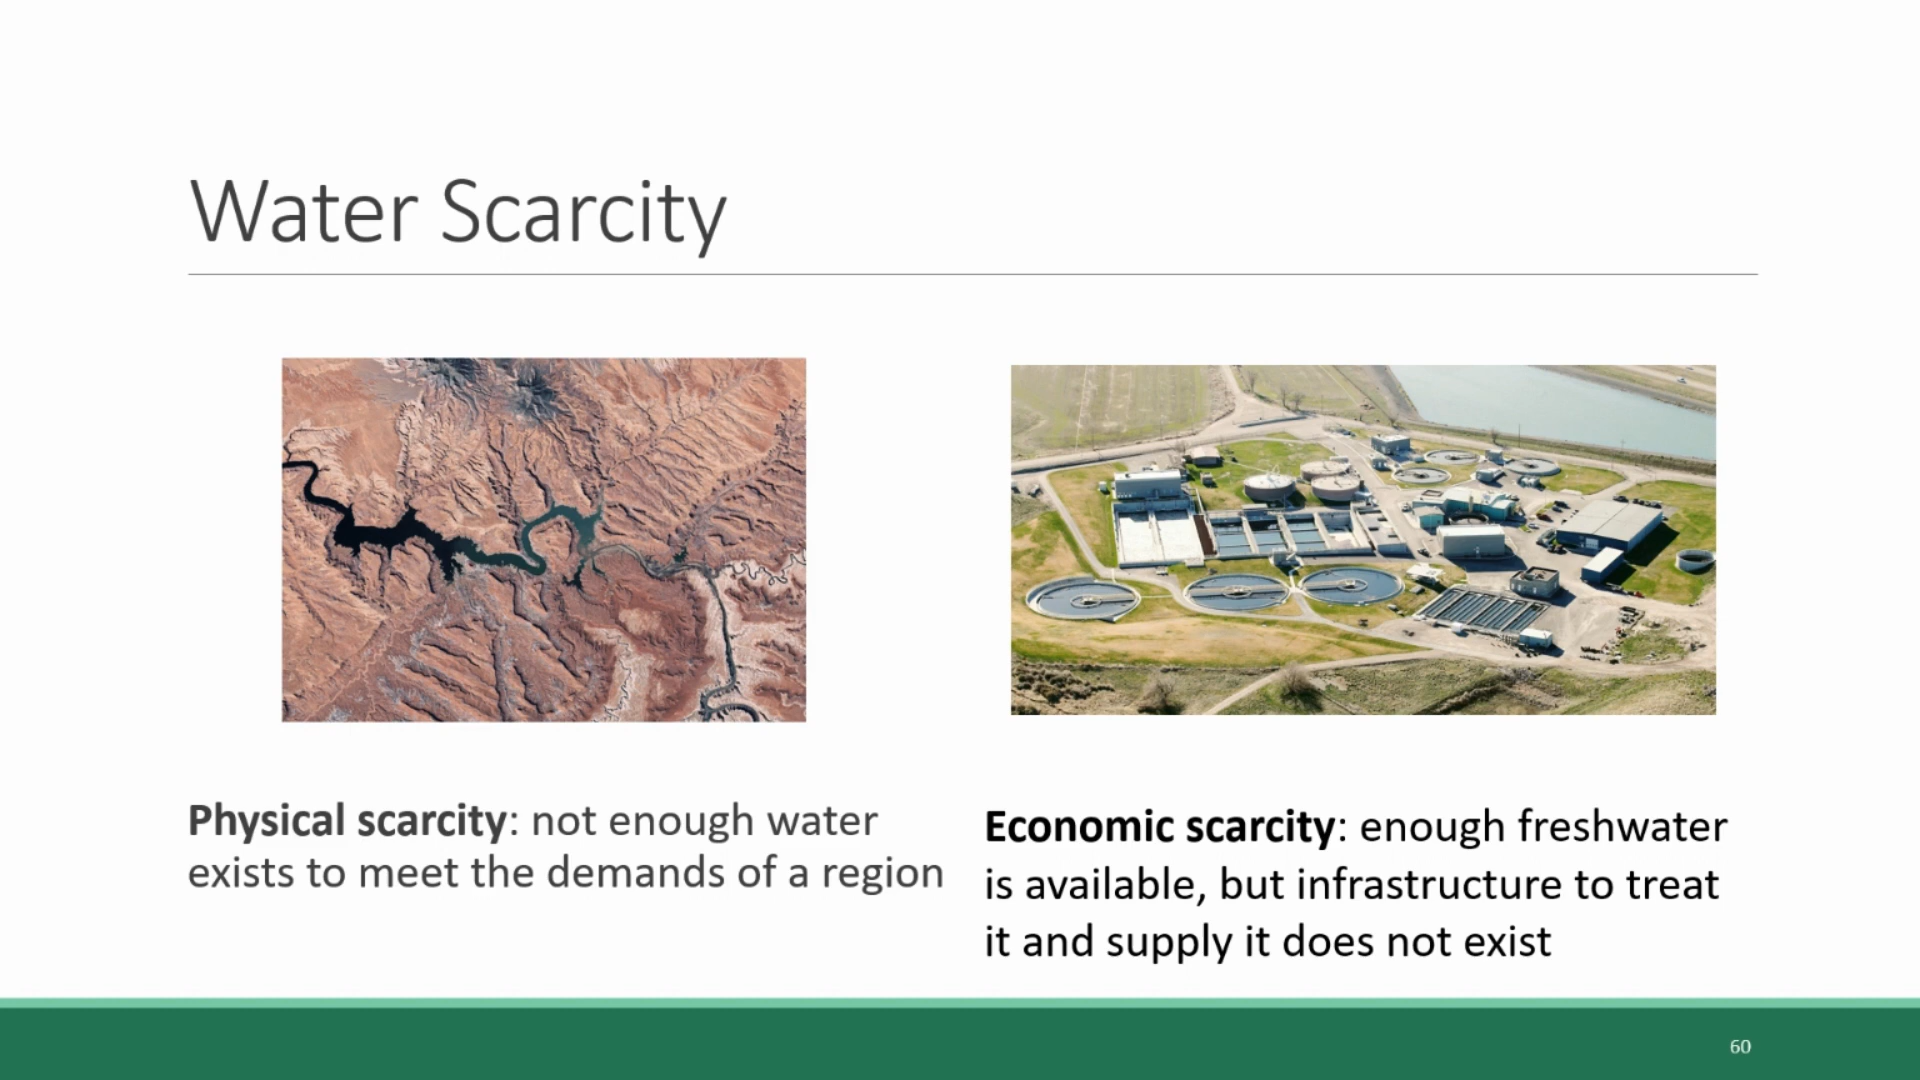 Water Scarcity
Physical scarcity: not enough water
exists to meet the demands of a region
Economic scarcity: enough freshwater
is available, but infrastructure to treat
it and supply it does not exist
60